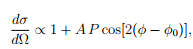 dσ/dΩ ∝ 1 + A P cos[2(ϕ − ϕ₀)],